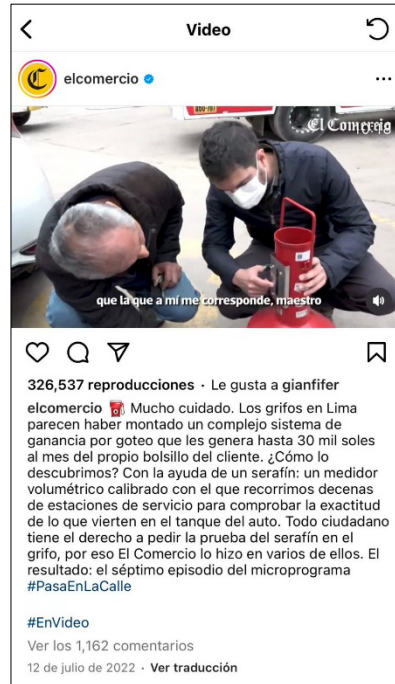 Video
elcomercio
El Comercio
que la que a mí me corresponde, maestro
326,537 reproducciones · Le gusta a gianfifer
elcomercio Mucho cuidado. Los grifos en Lima
parecen haber montado un complejo sistema de
ganancia por goteo que les genera hasta 30 mil soles
al mes del propio bolsillo del cliente. ¿Cómo lo
descubrimos? Con la ayuda de un serafín: un medidor
volumétrico calibrado con el que recorrimos decenas
de estaciones de servicio para comprobar la exactitud
de lo que vierten en el tanque del auto. Todo ciudadano
tiene el derecho a pedir la prueba del serafín en el
grifo, por eso El Comercio lo hizo en varios de ellos. El
resultado: el séptimo episodio del microprograma
#PasaEnLaCalle
#EnVideo
Ver los 1,162 comentarios
12 de julio de 2022 · Ver traducción